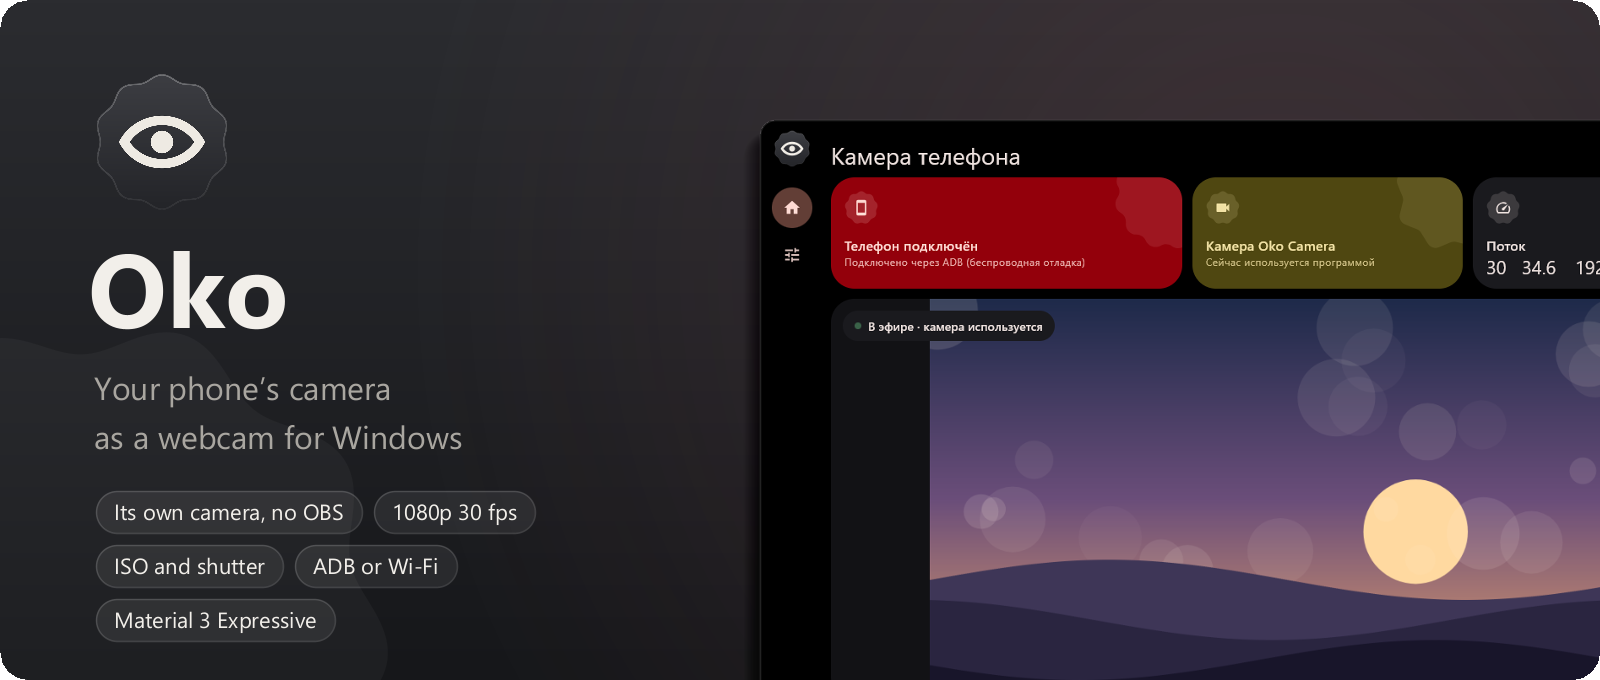 Oko
Your phone’s camera
as a webcam for Windows
Its own camera, no OBS
1080p 30 fps
ISO and shutter
ADB or Wi-Fi
Material 3 Expressive
Камера телефона
Телефон подключён
Подключено через ADB (беспроводная отладка)
Камера Oko Camera
Сейчас используется программой
Поток
30 34.6 192
В эфире · камера используется